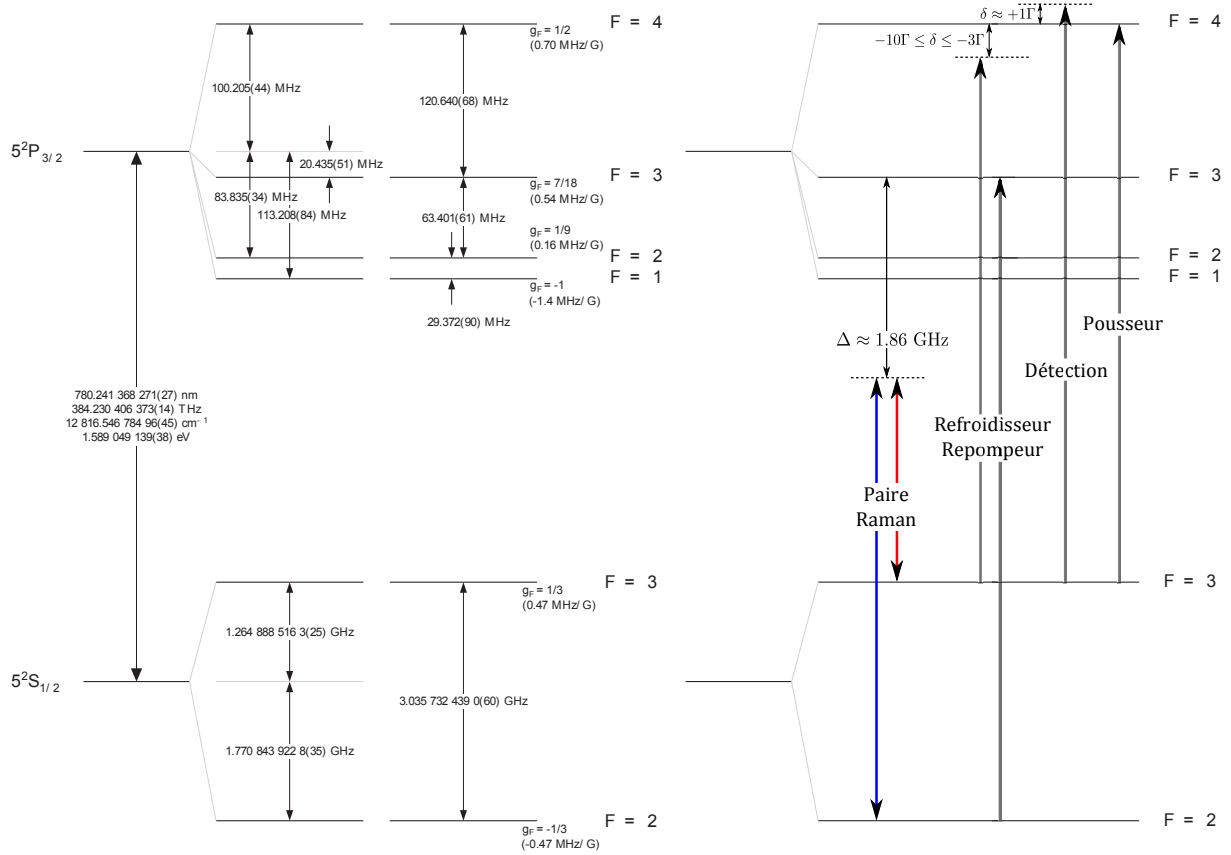 g_F = 1/2
(0.70 MHz/ G)
F = 4
100.205(44) MHz
120.640(68) MHz
5²P₃/₂
20.435(51) MHz
g_F = 7/18
(0.54 MHz/ G)
F = 3
83.835(34) MHz
113.208(84) MHz
63.401(61) MHz
g_F = 1/9
(0.16 MHz/ G)
F = 2
F = 1
g_F = -1
(-1.4 MHz/ G)
29.372(90) MHz
780.241 368 271(27) nm
384.230 406 373(14) THz
12 816.546 784 96(45) cm⁻¹
1.589 049 139(38) eV
F = 3
g_F = 1/3
(0.47 MHz/ G)
1.264 888 516 3(25) GHz
5²S₁/₂
3.035 732 439 0(60) GHz
1.770 843 922 8(35) GHz
F = 2
g_F = -1/3
(-0.47 MHz/ G)
δ ≈ +1Γ
F = 4
−10Γ ≤ δ ≤ −3Γ
F = 3
F = 2
F = 1
Pousseur
Δ ≈ 1.86 GHz
Détection
Refroidisseur
Repompeur
Paire
Raman
F = 3
F = 2